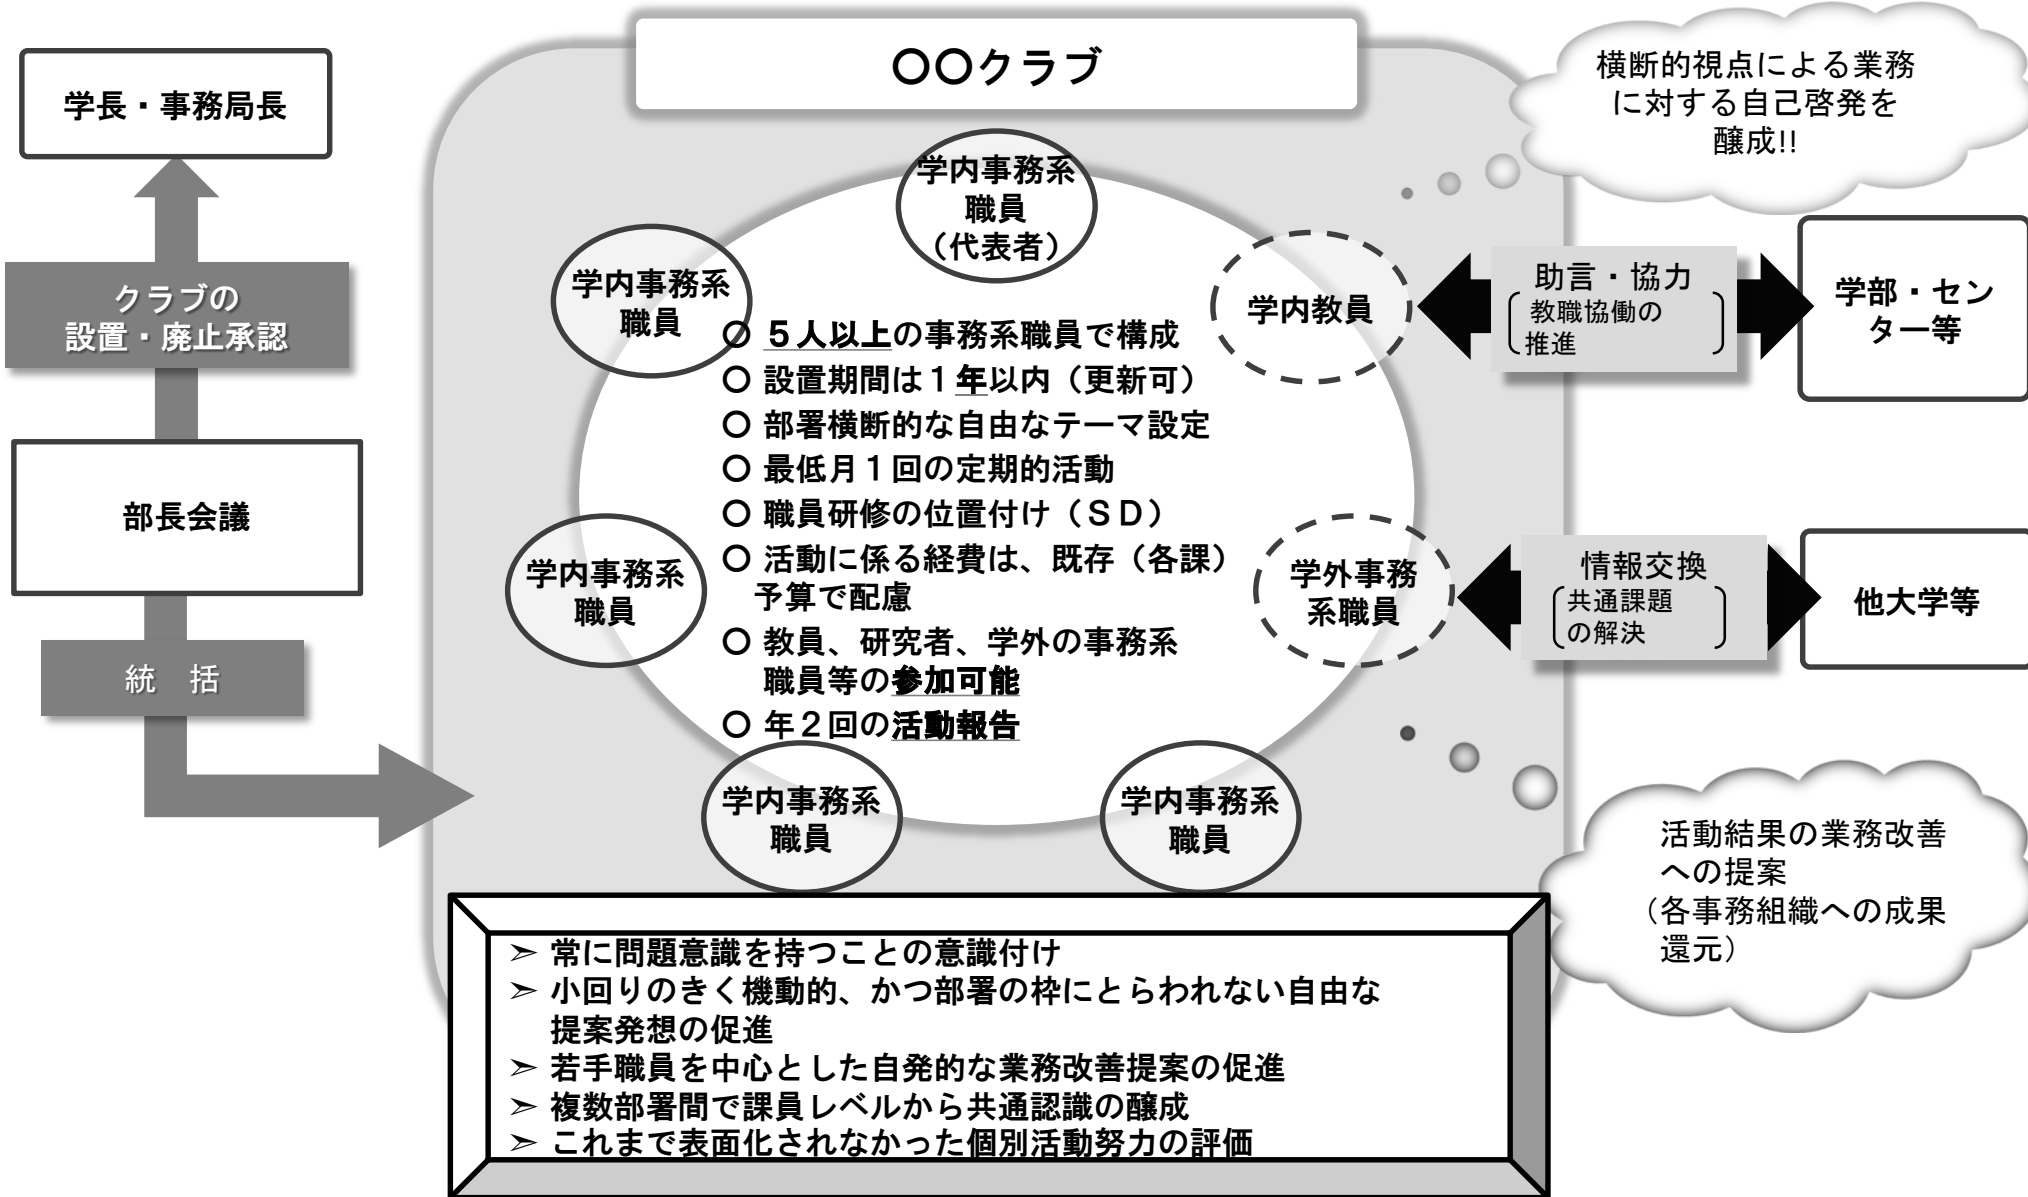 〇〇クラブ
学長・事務局長
クラブの
設置・廃止承認
部長会議
統　括
学内事務系
職員
（代表者）
学内事務系
職員
学内事務系
職員
学内事務系
職員
学内事務系
職員
学内教員
学外事務
系職員
〇 ５人以上の事務系職員で構成
〇 設置期間は１年以内（更新可）
〇 部署横断的な自由なテーマ設定
〇 最低月１回の定期的活動
〇 職員研修の位置付け（ＳＤ）
〇 活動に係る経費は、既存（各課）
予算で配慮
〇 教員、研究者、学外の事務系
職員等の参加可能
〇 年２回の活動報告
横断的視点による業務
に対する自己啓発を
醸成!!
助言・協力
教職協働の
推進
学部・セン
ター等
情報交換
共通課題
の解決
他大学等
活動結果の業務改善
への提案
（各事務組織への成果
還元）
➢ 常に問題意識を持つことの意識付け
➢ 小回りのきく機動的、かつ部署の枠にとらわれない自由な
提案発想の促進
➢ 若手職員を中心とした自発的な業務改善提案の促進
➢ 複数部署間で課員レベルから共通認識の醸成
➢ これまで表面化されなかった個別活動努力の評価